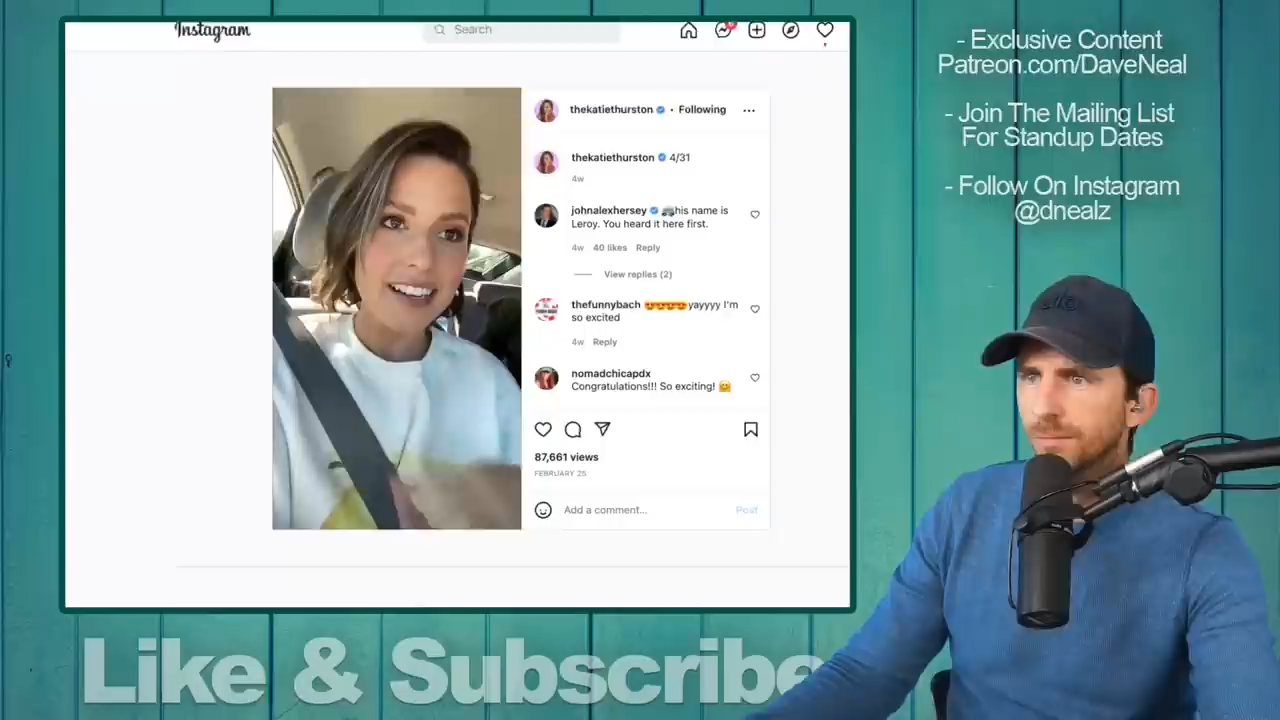 Instagram
Search
thekatiethurston • Following
thekatiethurston 4/31
4w
johnalexhersey his name is
Leroy. You heard it here first.
4w 40 likes Reply
View replies (2)
thefunnybach yayyyy I'm
so excited
4w Reply
nomadchicapdx
Congratulations!!! So exciting!
87,661 views
FEBRUARY 25
Add a comment... Post
- Exclusive Content
Patreon.com/DaveNeal
- Join The Mailing List
For Standup Dates
- Follow On Instagram
@dnealz
Like & Subscribe